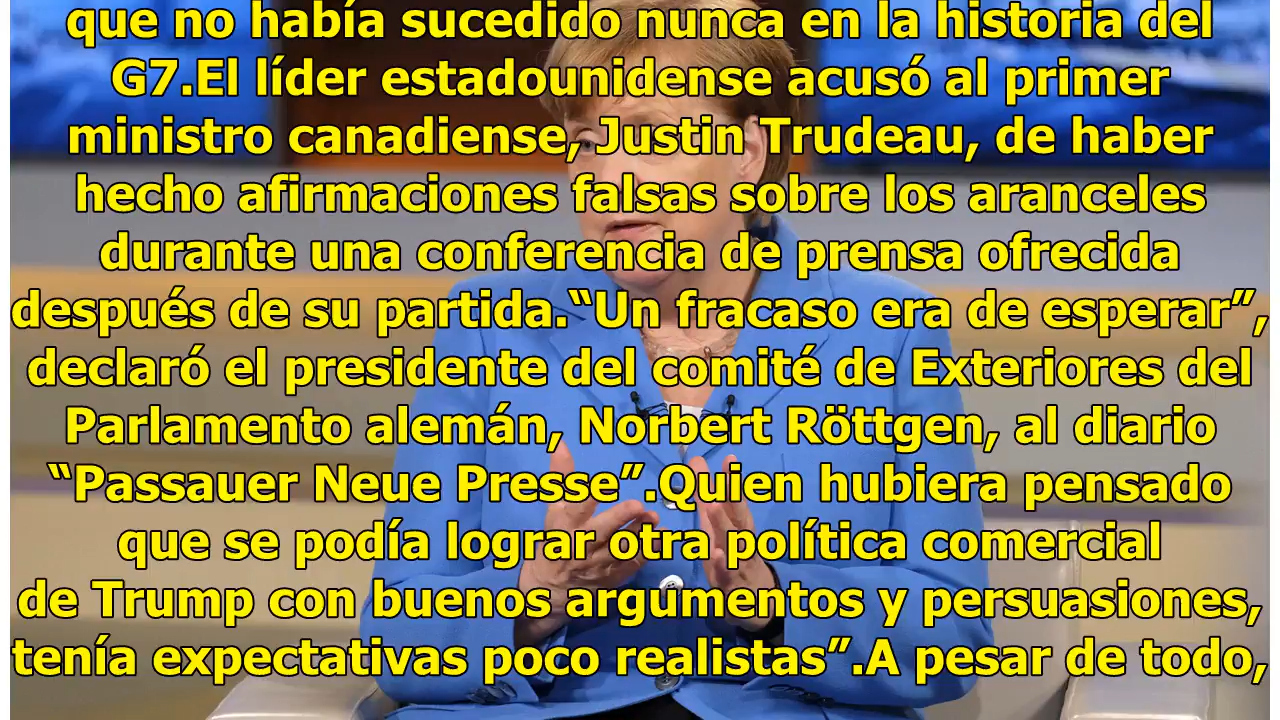 que no había sucedido nunca en la historia del
G7.El líder estadounidense acusó al primer
ministro canadiense, Justin Trudeau, de haber
hecho afirmaciones falsas sobre los aranceles
durante una conferencia de prensa ofrecida
después de su partida.“Un fracaso era de esperar”,
declaró el presidente del comité de Exteriores del
Parlamento alemán, Norbert Röttgen, al diario
“Passauer Neue Presse”.Quien hubiera pensado
que se podía lograr otra política comercial
de Trump con buenos argumentos y persuasiones,
tenía expectativas poco realistas”.A pesar de todo,